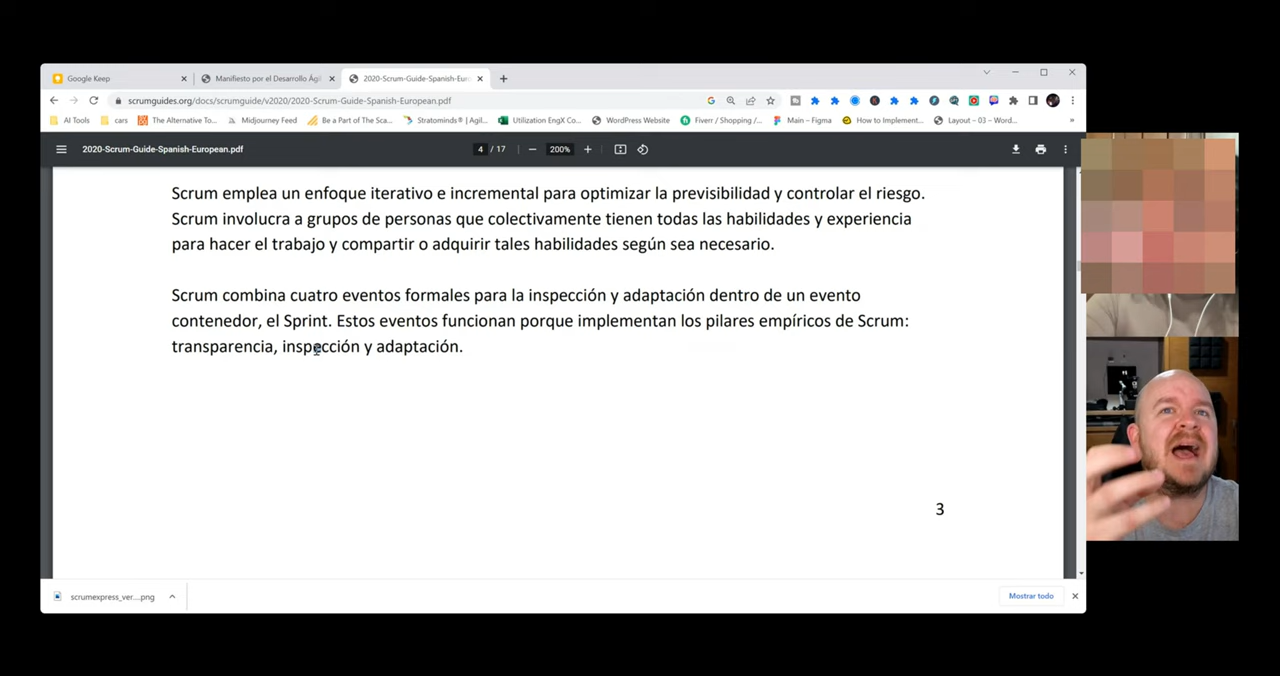 Google Keep
Manifiesto por el Desarrollo Ági
2020-Scrum-Guide-Spanish-Euro
scrumguides.org/docs/scrumguide/v2020/2020-Scrum-Guide-Spanish-European.pdf
AI Tools cars The Alternative To... Midjourney Feed Be a Part of The Sca... Stratominds® | Agil... Utilization EngX Co... WordPress Website Fiverr / Shopping /... Main – Figma How to Implement... Layout – 03 – Word... »
2020-Scrum-Guide-Spanish-European.pdf 4 / 17 200%
Scrum emplea un enfoque iterativo e incremental para optimizar la previsibilidad y controlar el riesgo.
Scrum involucra a grupos de personas que colectivamente tienen todas las habilidades y experiencia
para hacer el trabajo y compartir o adquirir tales habilidades según sea necesario.
Scrum combina cuatro eventos formales para la inspección y adaptación dentro de un evento
contenedor, el Sprint. Estos eventos funcionan porque implementan los pilares empíricos de Scrum:
transparencia, inspección y adaptación.
3
scrumexpress_ver....png
Mostrar todo